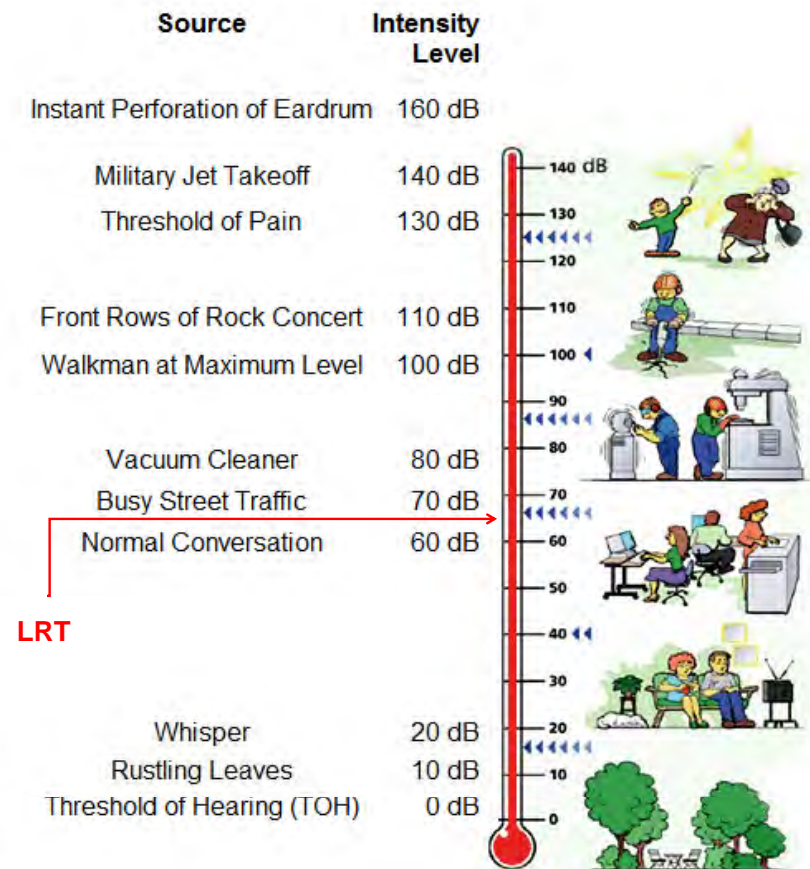 Source Intensity
Level
Instant Perforation of Eardrum 160 dB
Military Jet Takeoff 140 dB
Threshold of Pain 130 dB
Front Rows of Rock Concert 110 dB
Walkman at Maximum Level 100 dB
Vacuum Cleaner 80 dB
Busy Street Traffic 70 dB
Normal Conversation 60 dB
LRT
Whisper 20 dB
Rustling Leaves 10 dB
Threshold of Hearing (TOH) 0 dB
140 dB
130
120
110
100
90
80
70
60
50
40
30
20
10
0